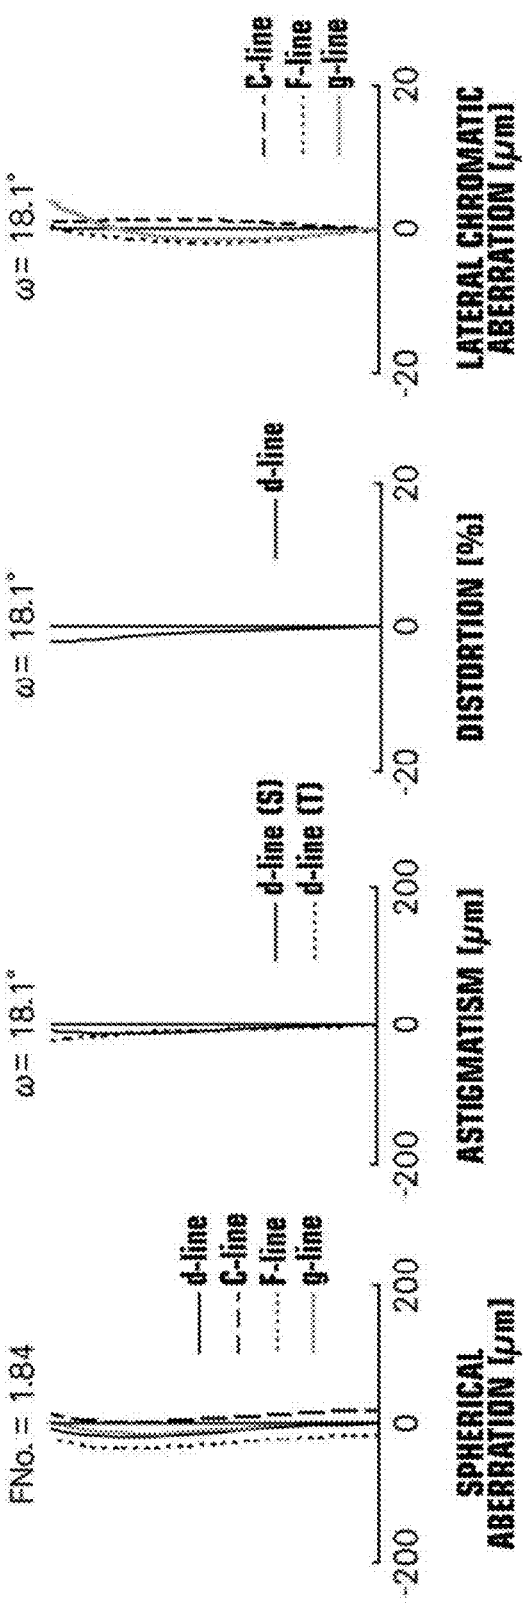 FNo. = 1.84
d-line
C-line
F-line
g-line
-200
0
200
SPHERICAL
ABERRATION [μm]
ω= 18.1°
d-line (S)
d-line (T)
-200
0
200
ASTIGMATISM [μm]
ω= 18.1°
d-line
-20
0
20
DISTORTION [%]
ω= 18.1°
C-line
F-line
g-line
-20
0
20
LATERAL CHROMATIC
ABERRATION [μm]